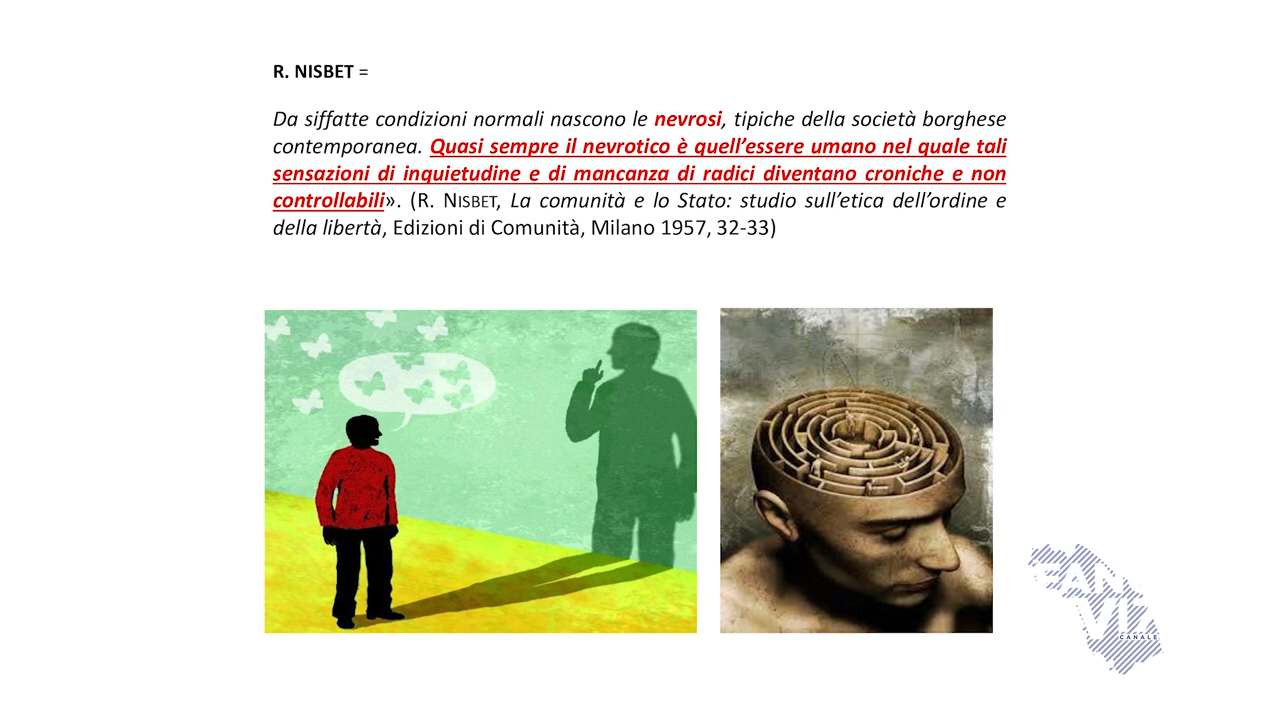 R. NISBET =
Da siffatte condizioni normali nascono le nevrosi, tipiche della società borghese
contemporanea. Quasi sempre il nevrotico è quell'essere umano nel quale tali
sensazioni di inquietudine e di mancanza di radici diventano croniche e non
controllabili». (R. NISBET, La comunità e lo Stato: studio sull'etica dell'ordine e
della libertà, Edizioni di Comunità, Milano 1957, 32-33)
CANALE